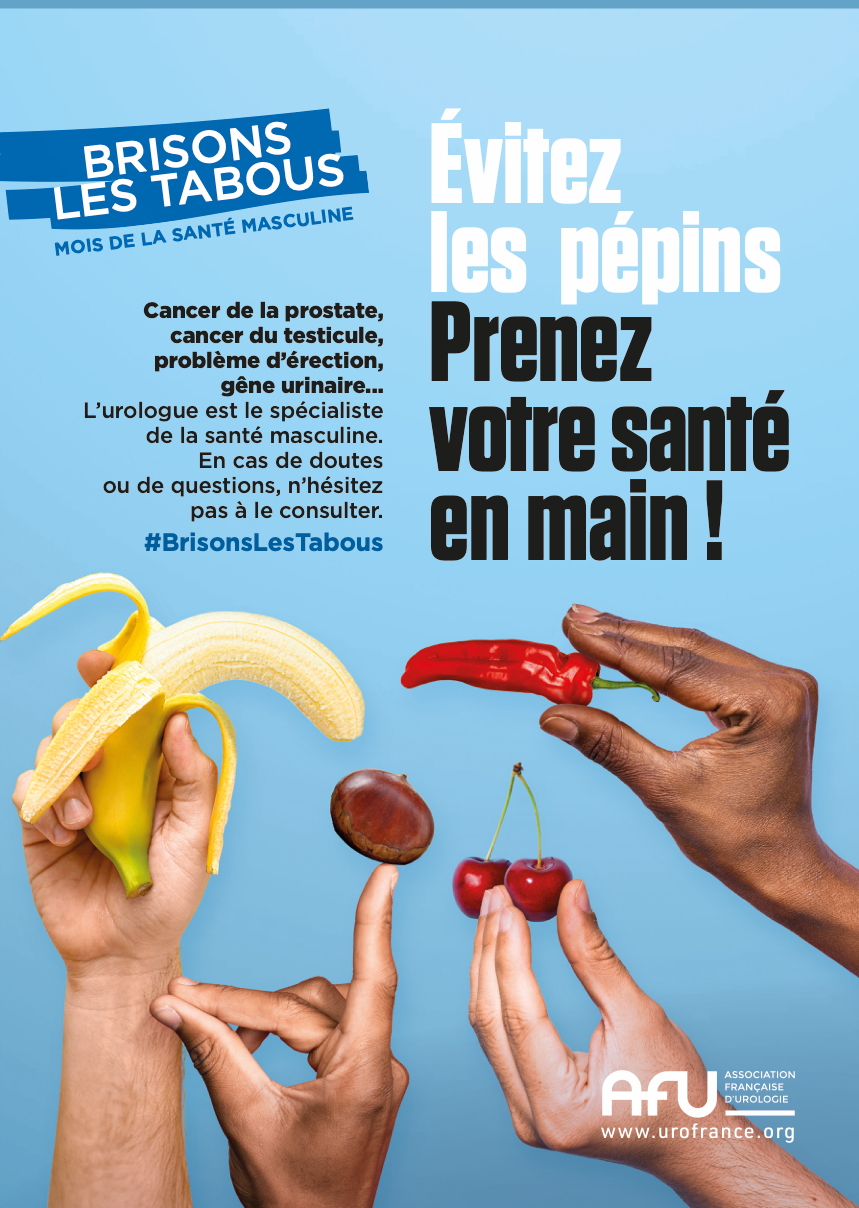 BRISONS
LES TABOUS
MOIS DE LA SANTÉ MASCULINE
Évitez
les pépins
Prenez
votre santé
en main !
Cancer de la prostate,
cancer du testicule,
problème d'érection,
gêne urinaire...
L'urologue est le spécialiste
de la santé masculine.
En cas de doutes
ou de questions, n'hésitez
pas à le consulter.
#BrisonsLesTabous
AFU
ASSOCIATION
FRANÇAISE
D'UROLOGIE
www.urofrance.org